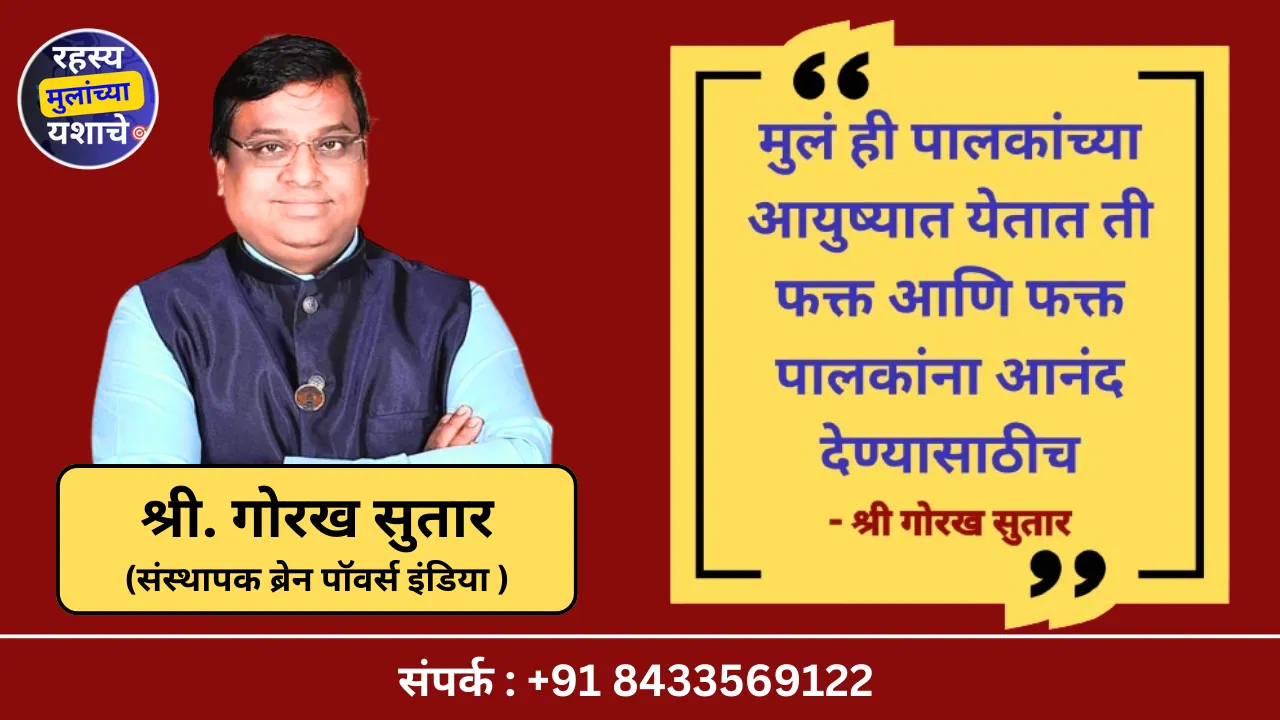 रहस्य
मुलांच्या
यशाचे
मुलं ही पालकांच्या
आयुष्यात येतात ती
फक्त आणि फक्त
पालकांना आनंद
देण्यासाठीच
- श्री गोरख सुतार
श्री. गोरख सुतार
(संस्थापक ब्रेन पॉवर्स इंडिया )
संपर्क : +91 8433569122